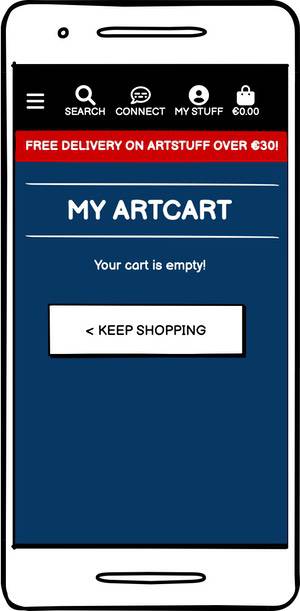 SEARCH CONNECT MY STUFF €0.00
FREE DELIVERY ON ARTSTUFF OVER €30!
MY ARTCART
Your cart is empty!
< KEEP SHOPPING